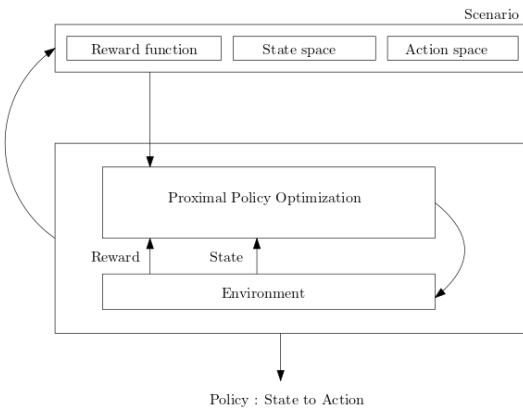 Scenario
Reward function State space Action space
Proximal Policy Optimization
Reward State
Environment
Policy : State to Action